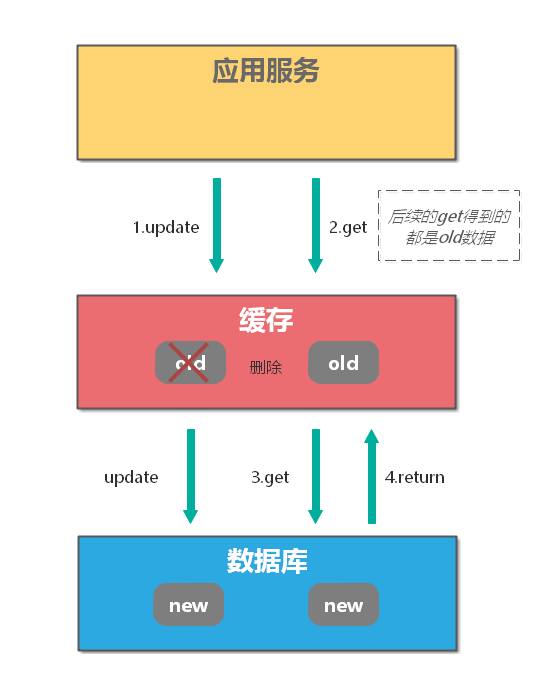 应用服务
1.update
2.get
后续的get得到的
都是old数据
缓存
old
删除
old
update
3.get
4.return
数据库
new
new